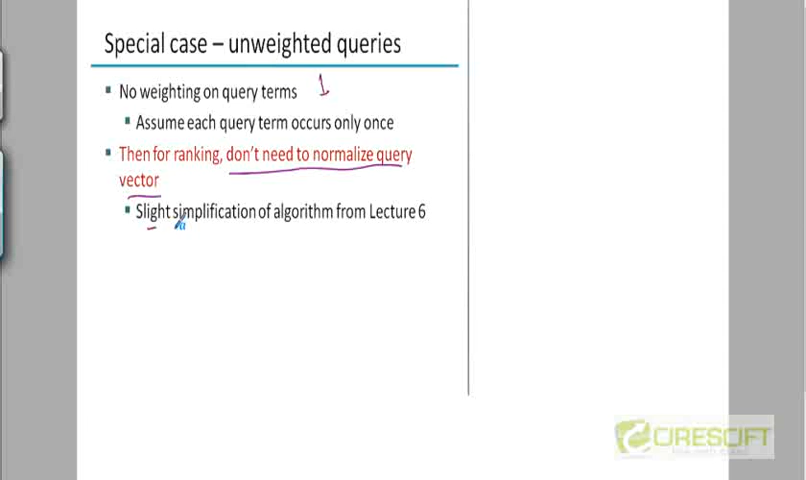 Special case – unweighted queries
▪ No weighting on query terms 1
▪ Assume each query term occurs only once
▪ Then for ranking, don't need to normalize query
vector
▪ Slight simplification of algorithm from Lecture 6